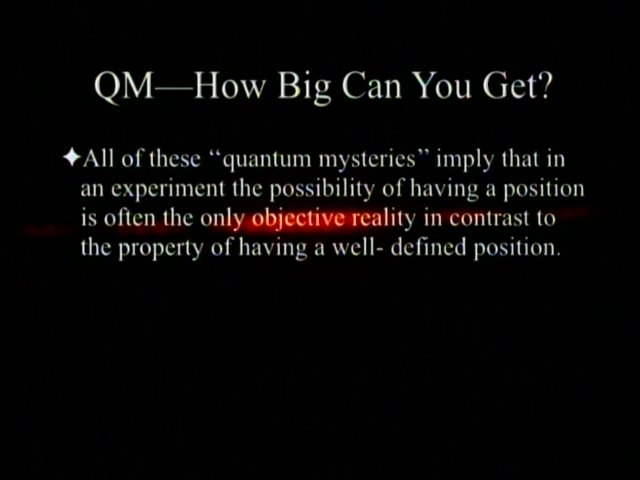 QM—How Big Can You Get?
✦All of these “quantum mysteries” imply that in
an experiment the possibility of having a position
is often the only objective reality in contrast to
the property of having a well- defined position.